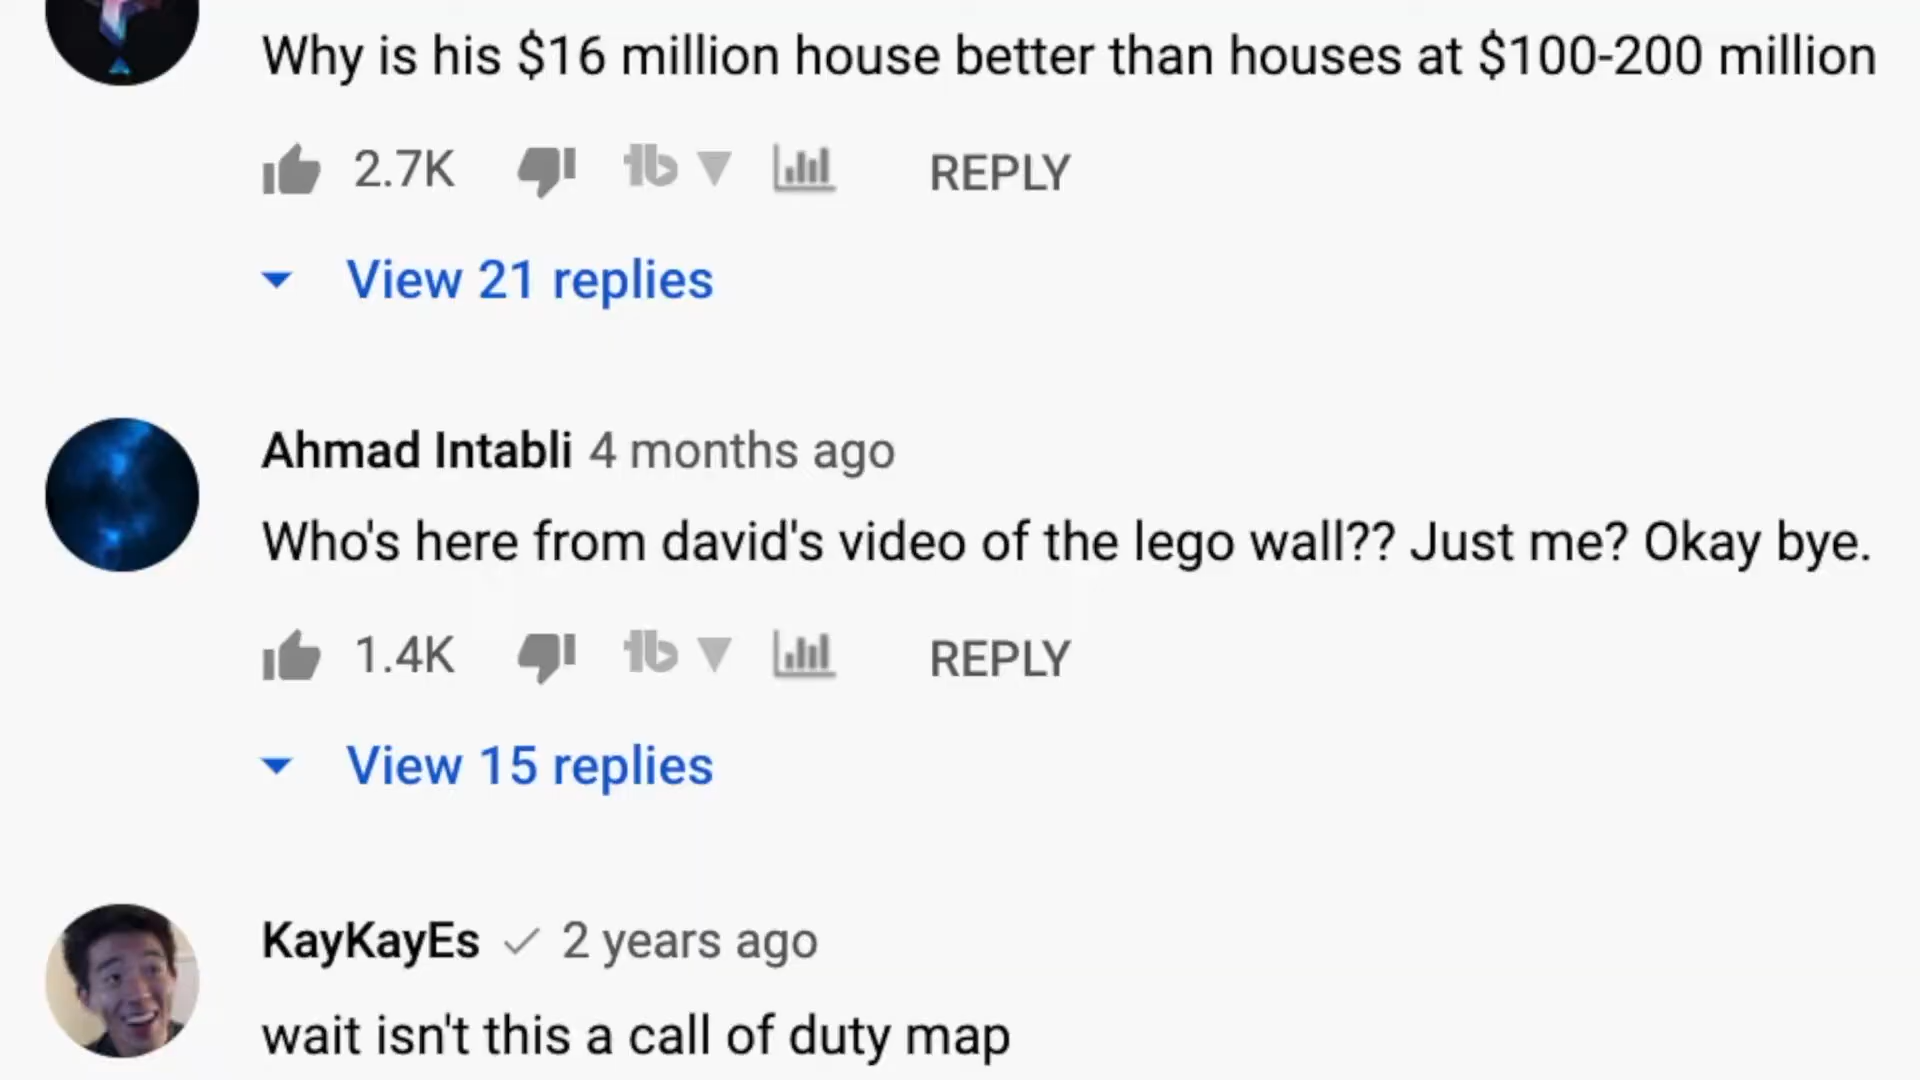 Why is his $16 million house better than houses at $100-200 million
2.7K REPLY
View 21 replies
Ahmad Intabli 4 months ago
Who's here from david's video of the lego wall?? Just me? Okay bye.
1.4K REPLY
View 15 replies
KayKayEs 2 years ago
wait isn't this a call of duty map